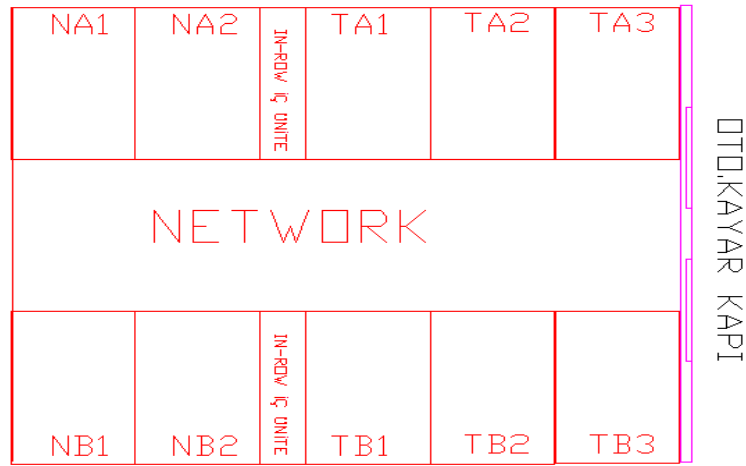 NA1 NA2 IN-ROW İÇ ÜNİTE TA1 TA2 TA3
NETWORK
NB1 NB2 IN-ROW İÇ ÜNİTE TB1 TB2 TB3
OTO.KAYAR KAPI